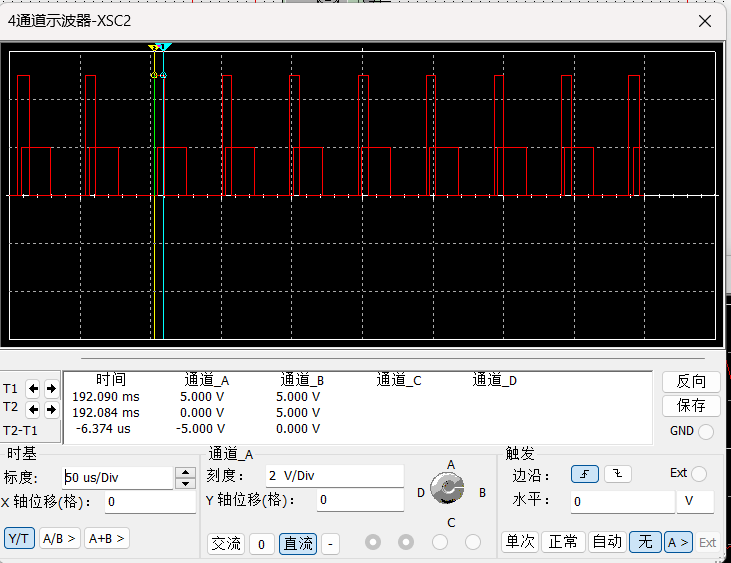 4通道示波器-XSC2
时间 通道_A 通道_B 通道_C 通道_D
T1 192.090 ms 5.000 V 5.000 V
T2 192.084 ms 0.000 V 5.000 V
T2-T1 -6.374 us -5.000 V 0.000 V
反向
保存
GND
时基
标度: 50 us/Div
X 轴位移(格): 0
Y/T A/B > A+B >
通道_A
刻度: 2 V/Div
Y 轴位移(格): 0
交流 0 直流 -
A
D B
C
触发
边沿: Ext
水平: 0 V
单次 正常 自动 无 A > Ext